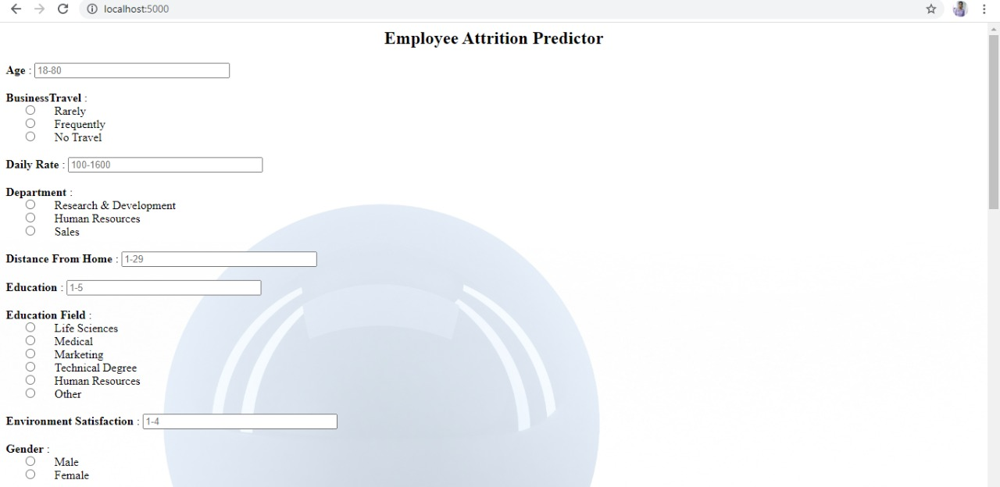 localhost:5000
Employee Attrition Predictor
Age : 18-80
BusinessTravel :
Rarely
Frequently
No Travel
Daily Rate : 100-1600
Department :
Research & Development
Human Resources
Sales
Distance From Home : 1-29
Education : 1-5
Education Field :
Life Sciences
Medical
Marketing
Technical Degree
Human Resources
Other
Environment Satisfaction : 1-4
Gender :
Male
Female